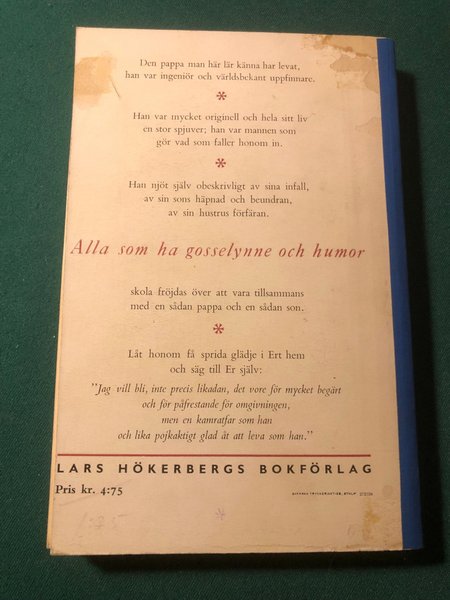 Den pappa man här lär känna har levat,
han var ingeniör och världsbekant uppfinnare.
*
Han var mycket originell och hela sitt liv
en stor spjuver; han var mannen som
gör vad som faller honom in.
*
Han njöt själv obeskrivligt av sina infall,
av sin sons häpnad och beundran,
av sin hustrus förfäran.
Alla som ha gosselynne och humor
skola fröjdas över att vara tillsammans
med en sådan pappa och en sådan son.
*
Låt honom få sprida glädje i Ert hem
och säg till Er själv:
"Jag vill bli, inte precis likadan, det vore för mycket begärt
och för påfrestande för omgivningen,
men en kamratfar som han
och lika pojkaktigt glad åt att leva som han."
LARS HÖKERBERGS BOKFÖRLAG
Pris kr. 4:75